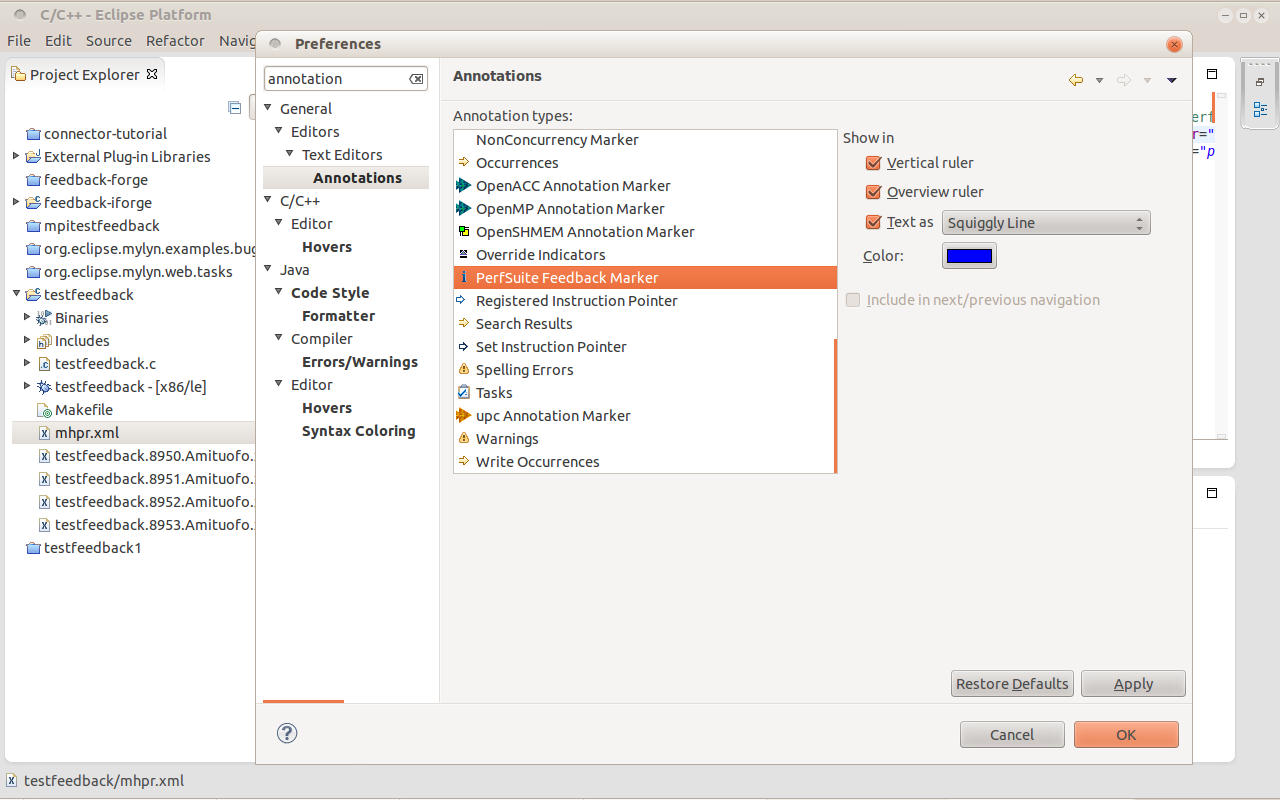 C/C++ - Eclipse Platform
File Edit Source Refactor Navig
Project Explorer
connector-tutorial
External Plug-in Libraries
feedback-forge
feedback-iforge
mpitestfeedback
org.eclipse.mylyn.examples.bug
org.eclipse.mylyn.web.tasks
testfeedback
Binaries
Includes
testfeedback.c
testfeedback - [x86/le]
Makefile
mhpr.xml
testfeedback.8950.Amituofo.
testfeedback.8951.Amituofo.
testfeedback.8952.Amituofo.
testfeedback.8953.Amituofo.
testfeedback1
Preferences
annotation
General
Editors
Text Editors
Annotations
C/C++
Editor
Hovers
Java
Code Style
Formatter
Compiler
Errors/Warnings
Editor
Hovers
Syntax Coloring
Annotations
Annotation types:
NonConcurrency Marker
Occurrences
OpenACC Annotation Marker
OpenMP Annotation Marker
OpenSHMEM Annotation Marker
Override Indicators
PerfSuite Feedback Marker
Registered Instruction Pointer
Search Results
Set Instruction Pointer
Spelling Errors
Tasks
upc Annotation Marker
Warnings
Write Occurrences
Show in
Vertical ruler
Overview ruler
Text as Squiggly Line
Color:
Include in next/previous navigation
Restore Defaults Apply
Cancel OK
erf
r="
="p
testfeedback/mhpr.xml